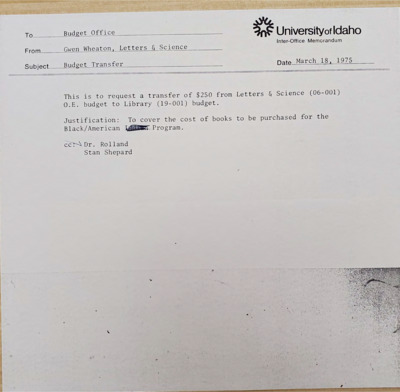 University of Idaho
Inter-Office Memorandum
To Budget Office
From Gwen Wheaton, Letters & Science
Subject Budget Transfer
Date March 18, 1975
This is to request a transfer of $250 from Letters & Science (06-001)
O.E. budget to Library (19-001) budget.
Justification: To cover the cost of books to be purchased for the
Black/American Program.
cc: Dr. Rolland
Stan Shepard